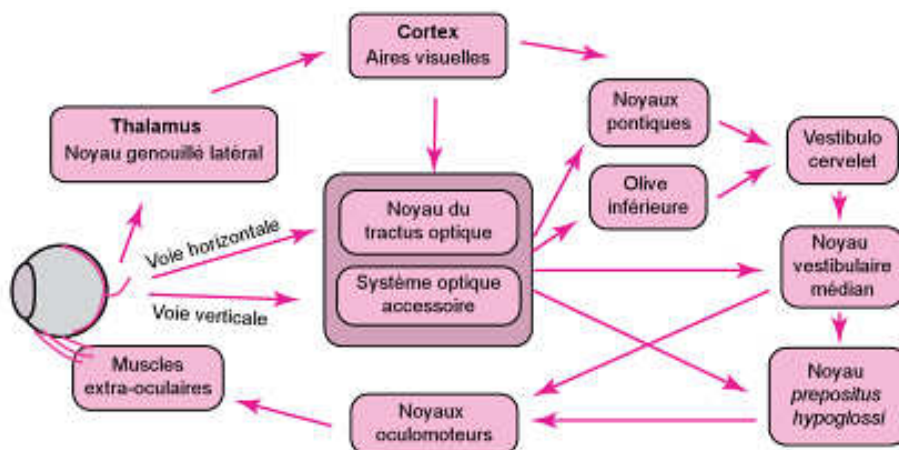 Cortex
Aires visuelles
Thalamus
Noyau genouillé latéral
Noyaux
pontiques
Vestibulo
cervelet
Olive
inférieure
Noyau du
tractus optique
Système optique
accessoire
Voie horizontale
Voie verticale
Noyau
vestibulaire
médian
Muscles
extra-oculaires
Noyaux
oculomoteurs
Noyau
prepositus
hypoglossi